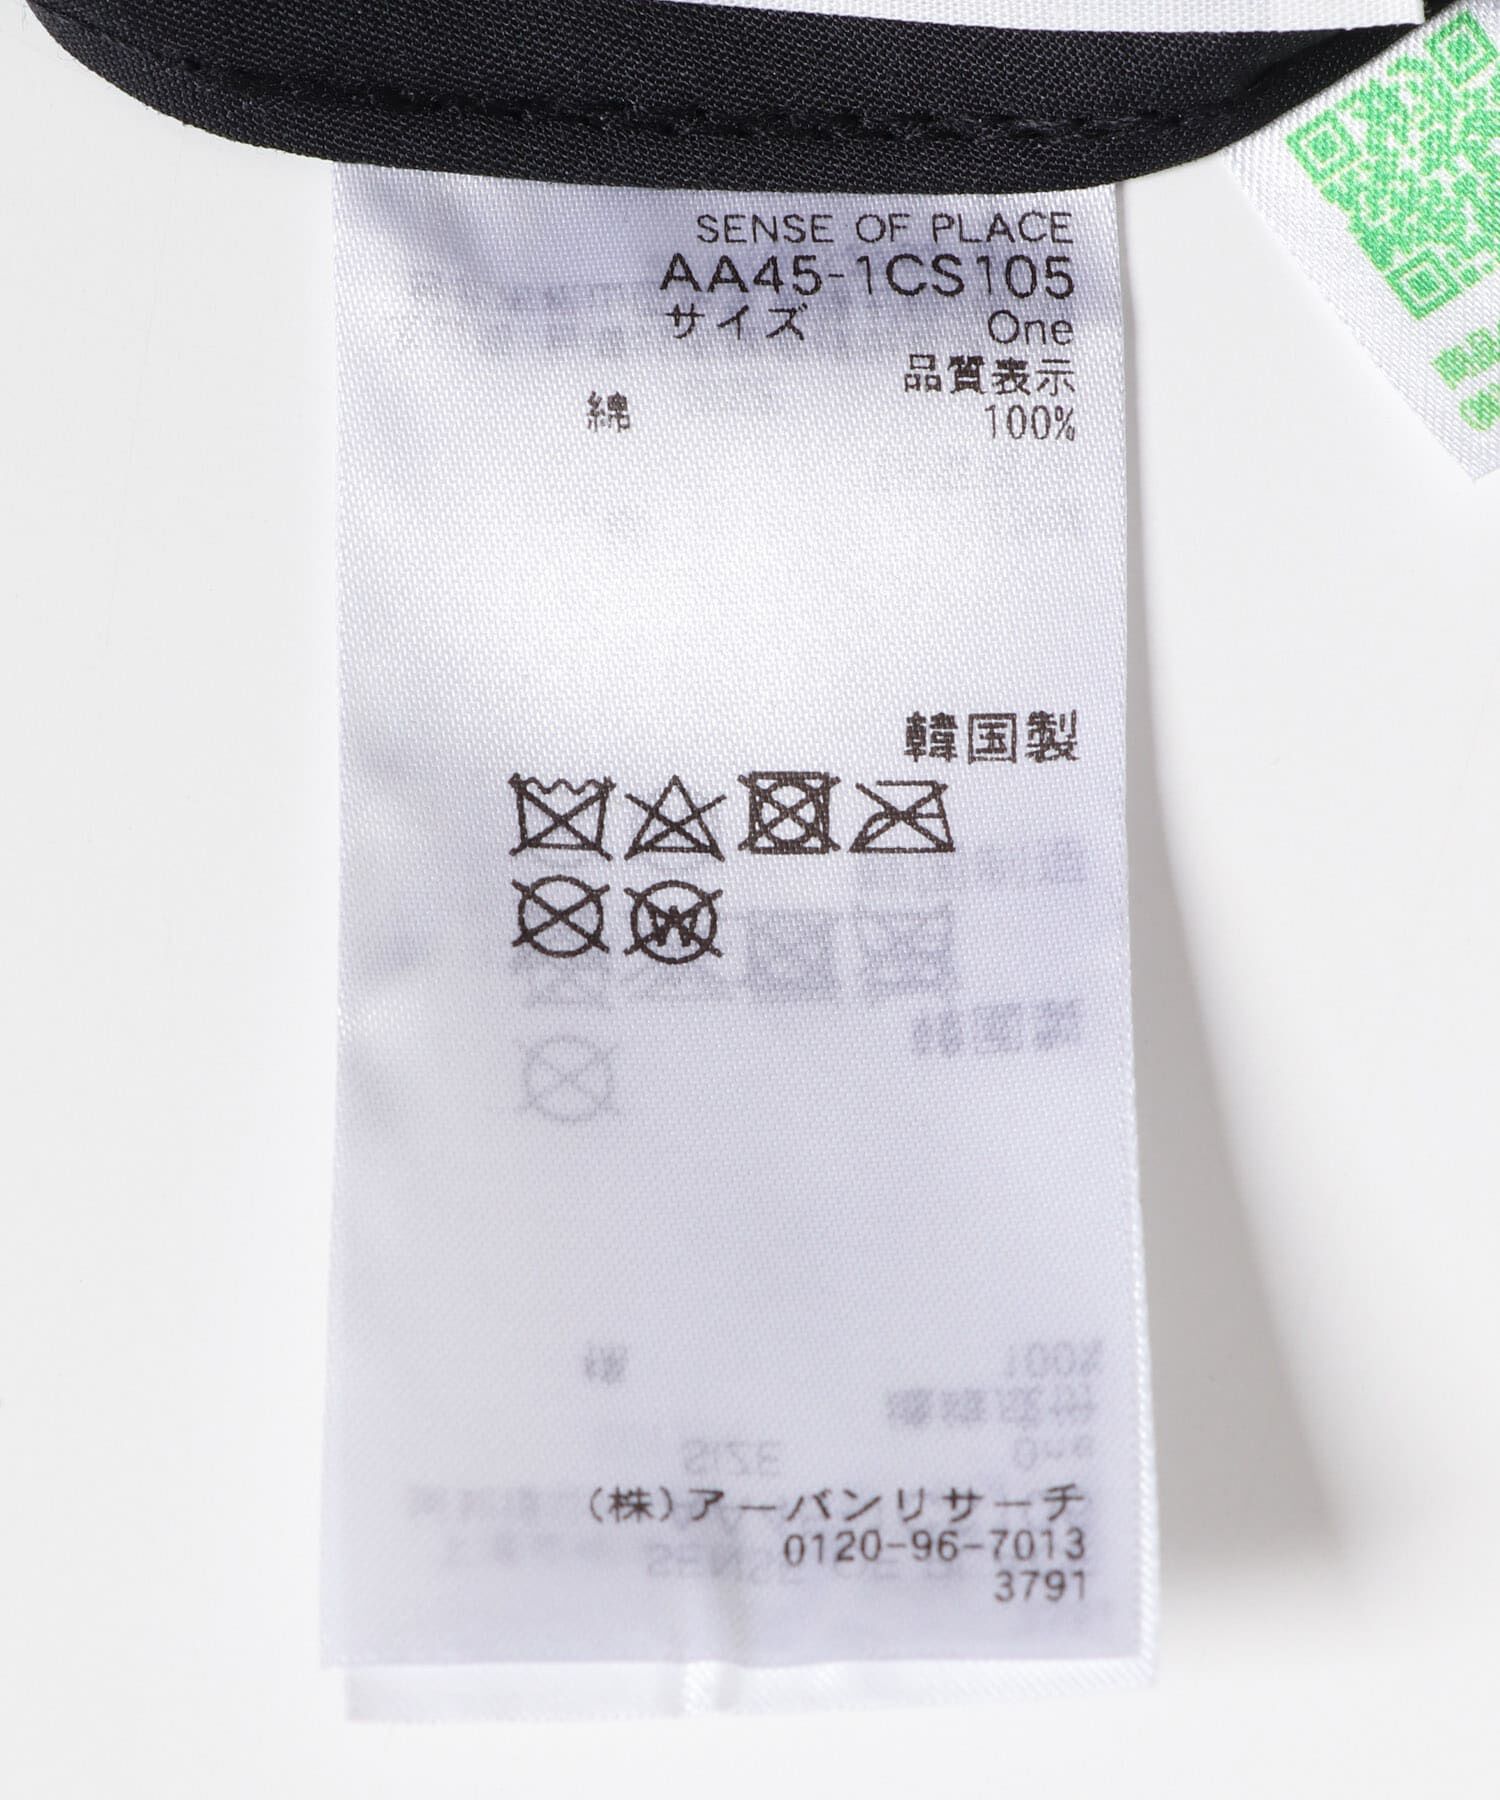 SENSE OF PLACE
AA45-1CS105
サイズ One
品質表示
綿 100%
韓国製
W
(株)アーバンリサーチ
0120-96-7013
3791